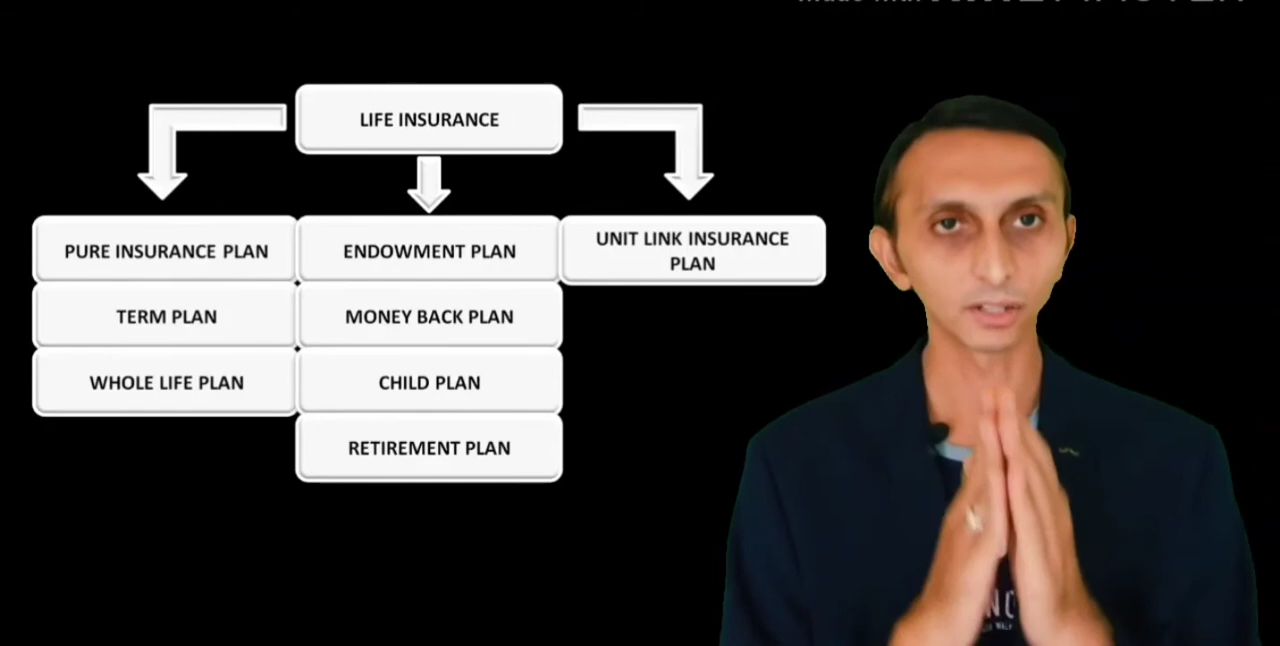 LIFE INSURANCE
PURE INSURANCE PLAN
ENDOWMENT PLAN
UNIT LINK INSURANCE
PLAN
TERM PLAN
MONEY BACK PLAN
WHOLE LIFE PLAN
CHILD PLAN
RETIREMENT PLAN